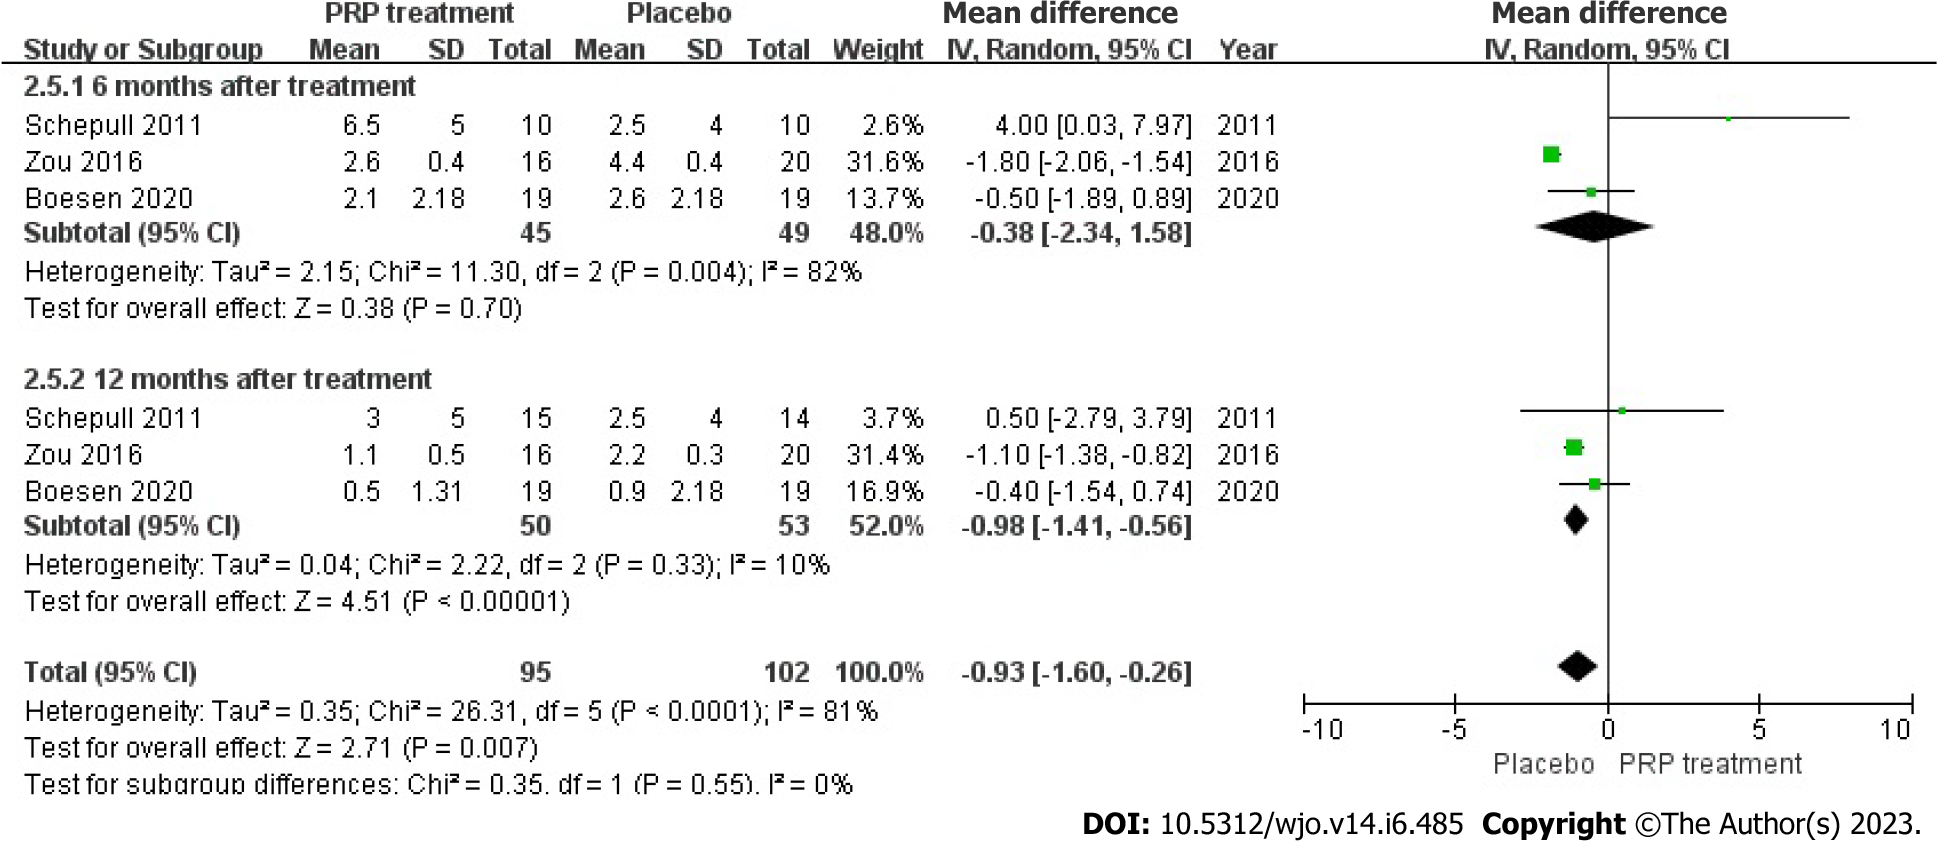 PRP treatment Placebo Mean difference Mean difference
Study or Subgroup Mean SD Total Mean SD Total Weight IV, Random, 95% CI Year IV, Random, 95% CI
2.5.1 6 months after treatment
Schepull 2011 6.5 5 10 2.5 4 10 2.6% 4.00 [0.03, 7.97] 2011
Zou 2016 2.6 0.4 16 4.4 0.4 20 31.6% -1.80 [-2.06, -1.54] 2016
Boesen 2020 2.1 2.18 19 2.6 2.18 19 13.7% -0.50 [-1.89, 0.89] 2020
Subtotal (95% CI) 45 49 48.0% -0.38 [-2.34, 1.58]
Heterogeneity: Tau² = 2.15; Chi² = 11.30, df = 2 (P = 0.004); I² = 82%
Test for overall effect: Z = 0.38 (P = 0.70)
2.5.2 12 months after treatment
Schepull 2011 3 5 15 2.5 4 14 3.7% 0.50 [-2.79, 3.79] 2011
Zou 2016 1.1 0.5 16 2.2 0.3 20 31.4% -1.10 [-1.38, -0.82] 2016
Boesen 2020 0.5 1.31 19 0.9 2.18 19 16.9% -0.40 [-1.54, 0.74] 2020
Subtotal (95% CI) 50 53 52.0% -0.98 [-1.41, -0.56]
Heterogeneity: Tau² = 0.04; Chi² = 2.22, df = 2 (P = 0.33); I² = 10%
Test for overall effect: Z = 4.51 (P < 0.00001)
Total (95% CI) 95 102 100.0% -0.93 [-1.60, -0.26]
Heterogeneity: Tau² = 0.35; Chi² = 26.31, df = 5 (P < 0.0001); I² = 81%
Test for overall effect: Z = 2.71 (P = 0.007)
Test for subgroup differences: Chi² = 0.35. df = 1 (P = 0.55). I² = 0%
-10 -5 0 5 10
Placebo PRP treatment
DOI: 10.5312/wjo.v14.i6.485 Copyright ©The Author(s) 2023.